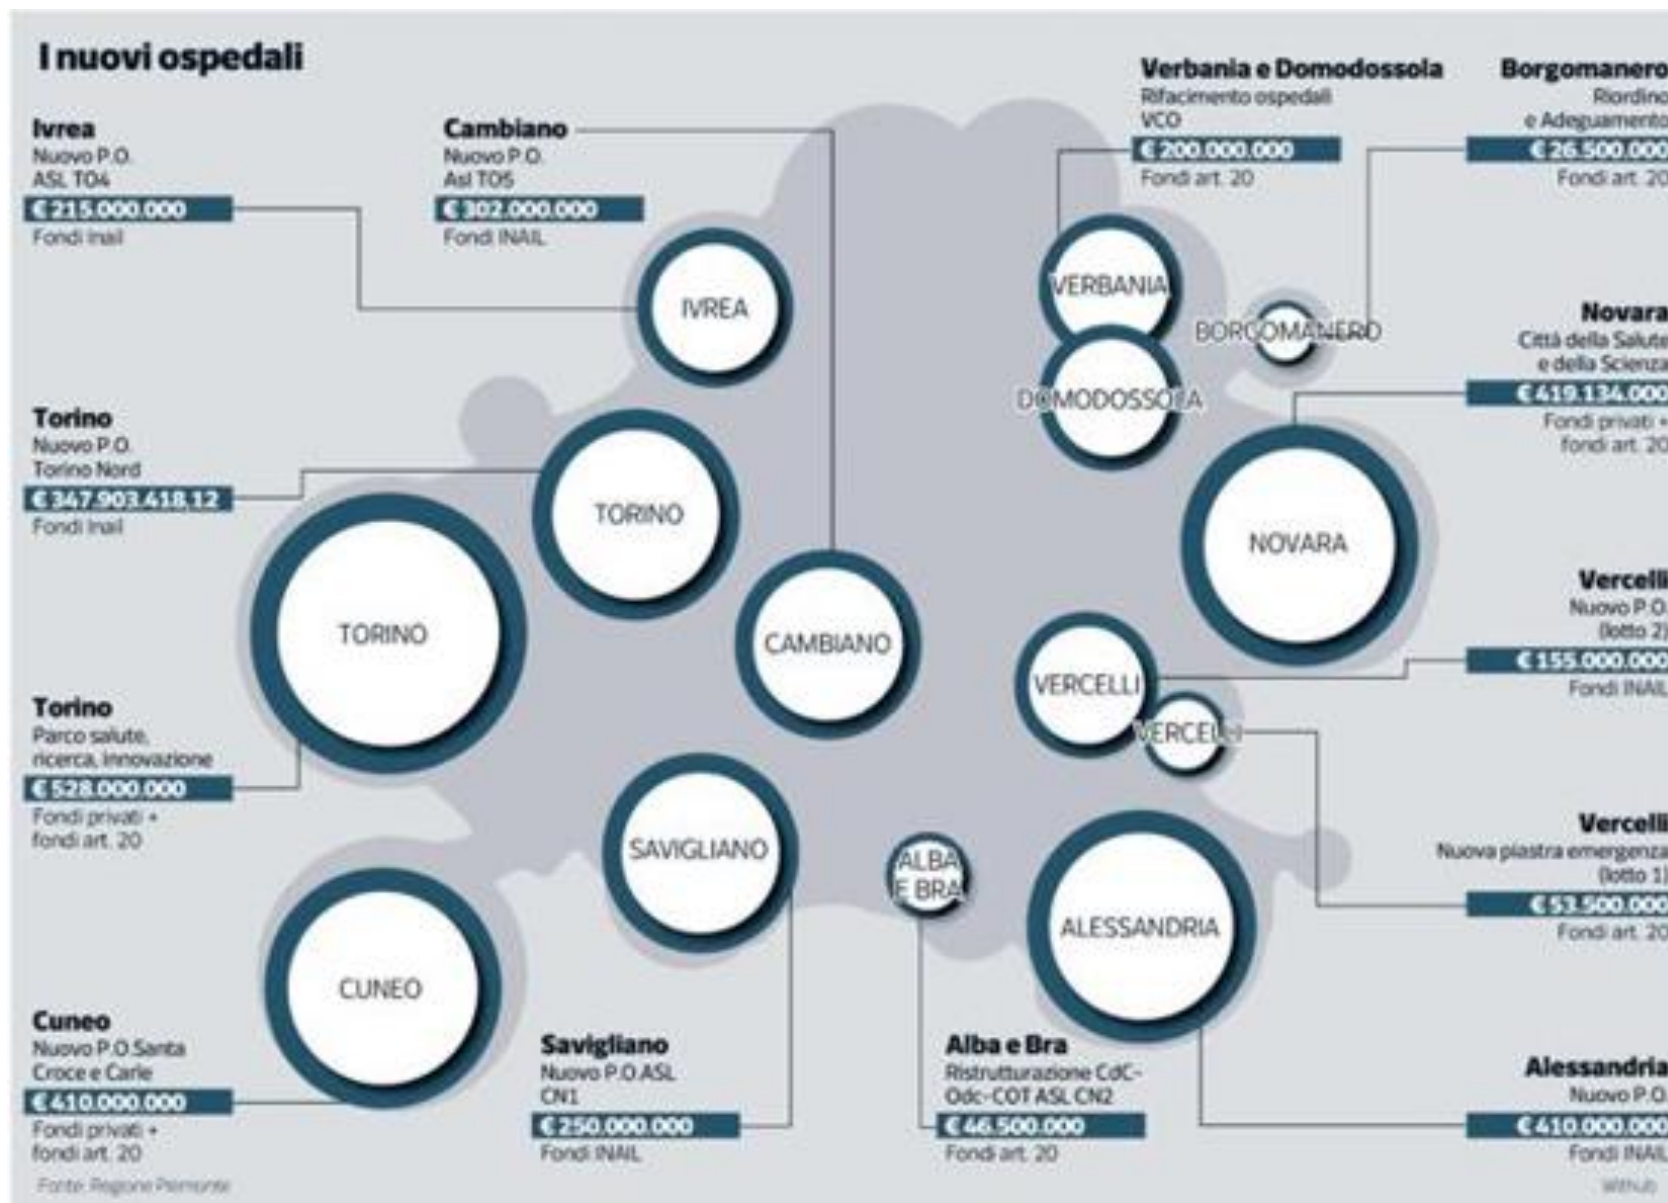 I nuovi ospedali
Ivrea
Nuovo P.O.
ASL TO4
€ 215.000.000
Fondi Inail
Cambiano
Nuovo P.O.
Asl TO5
€ 302.000.000
Fondi INAIL
Verbania e Domodossola
Rifacimento ospedali
VCO
€ 200.000.000
Fondi art. 20
Borgomanero
Riordino
e Adeguamento
€ 26.500.000
Fondi art. 20
Novara
Città della Salute
e della Scienza
€ 419.134.000
Fondi privati +
fondi art. 20
Torino
Nuovo P.O.
Torino Nord
€ 347.903.418,12
Fondi Inail
Vercelli
Nuovo P.O.
(lotto 2)
€ 155.000.000
Fondi INAIL
Torino
Parco salute,
ricerca, innovazione
€ 528.000.000
Fondi privati +
fondi art. 20
Vercelli
Nuova piastra emergenza
(lotto 1)
€ 53.500.000
Fondi art. 20
Cuneo
Nuovo P.O.Santa
Croce e Carle
€ 410.000.000
Fondi privati +
fondi art. 20
Savigliano
Nuovo P.O.ASL
CN1
€ 250.000.000
Fondi INAIL
Alba e Bra
Ristrutturazione CdC-
Odc-COT ASL CN2
€ 46.500.000
Fondi art. 20
Alessandria
Nuovo P.O.
€ 410.000.000
Fondi INAIL
IVREA
VERBANIA
BORGOMANERO
DOMODOSSOLA
TORINO
NOVARA
TORINO
CAMBIANO
VERCELLI
VERCELLI
SAVIGLIANO
ALBA
E BRA
ALESSANDRIA
CUNEO
Fonte: Regione Piemonte
Withub